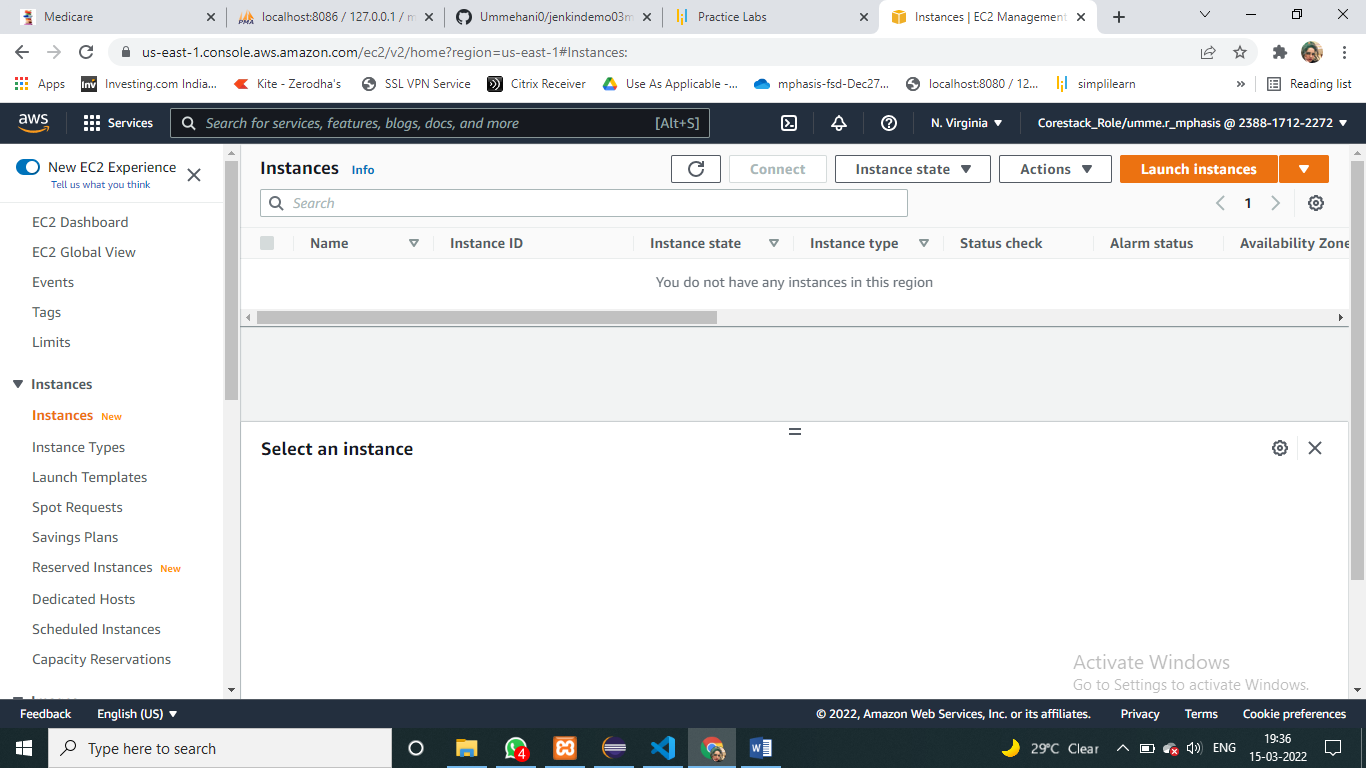 Medicare
localhost:8086 / 127.0.0.1 / m
Ummehani0/jenkindemo03m
Practice Labs
Instances | EC2 Management
us-east-1.console.aws.amazon.com/ec2/v2/home?region=us-east-1#Instances:
Apps
Investing.com India...
Kite - Zerodha's
SSL VPN Service
Citrix Receiver
Use As Applicable -...
mphasis-fsd-Dec27...
localhost:8080 / 12...
simplilearn
»
Reading list
aws
Services
Search for services, features, blogs, docs, and more [Alt+S]
N. Virginia
Corestack_Role/umme.r_mphasis @ 2388-1712-2272
New EC2 Experience
Tell us what you think
EC2 Dashboard
EC2 Global View
Events
Tags
Limits
Instances
Instances New
Instance Types
Launch Templates
Spot Requests
Savings Plans
Reserved Instances New
Dedicated Hosts
Scheduled Instances
Capacity Reservations
Instances Info
Connect
Instance state
Actions
Launch instances
Search
1
Name
Instance ID
Instance state
Instance type
Status check
Alarm status
Availability Zone
You do not have any instances in this region
Select an instance
Activate Windows
Go to Settings to activate Windows.
Feedback
English (US)
© 2022, Amazon Web Services, Inc. or its affiliates.
Privacy
Terms
Cookie preferences
Type here to search
4
29°C Clear
ENG
19:36
15-03-2022